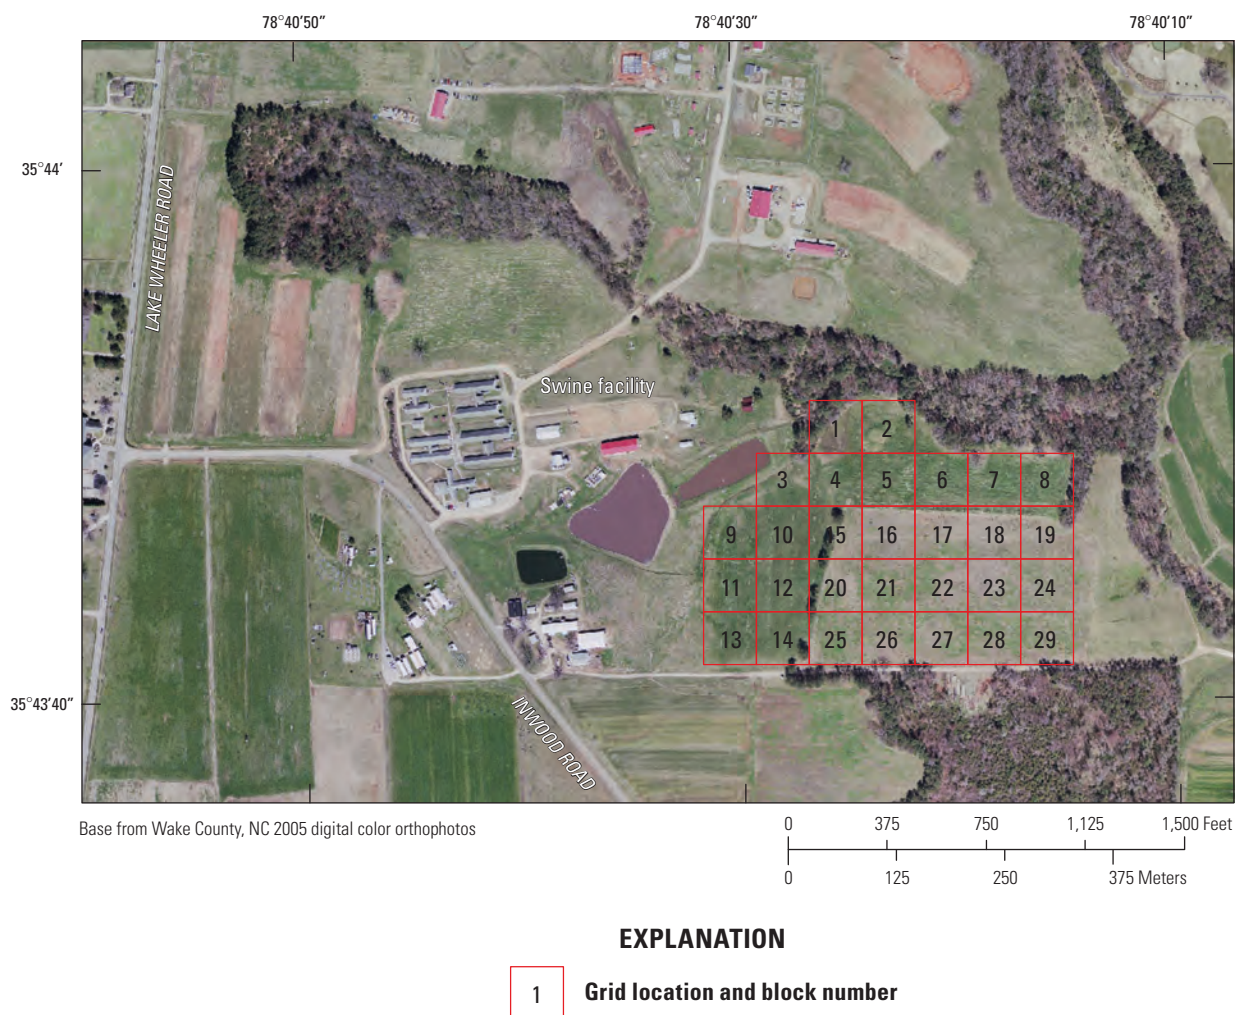 78°40'50" 78°40'30" 78°40'10"
35°44'
LAKE WHEELER ROAD
Swine facility
1 2
3 4 5 6 7 8
9 10 15 16 17 18 19
11 12 20 21 22 23 24
13 14 25 26 27 28 29
35°43'40"
INWOOD ROAD
Base from Wake County, NC 2005 digital color orthophotos
0 375 750 1,125 1,500 Feet
0 125 250 375 Meters
EXPLANATION
1 Grid location and block number